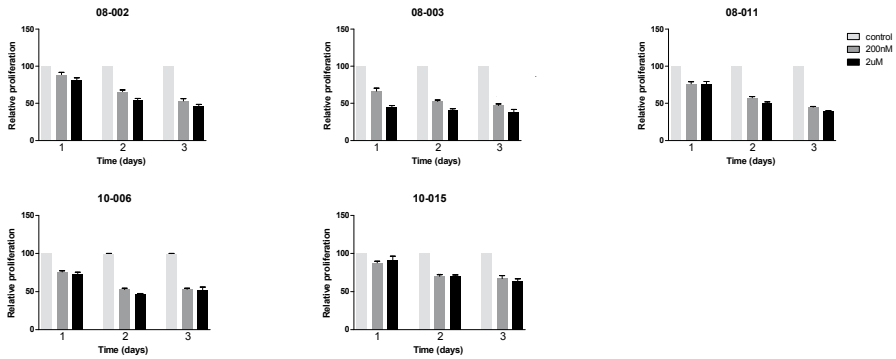 08-002
Relative proliferation
150
100
50
0
1 2 3
Time (days)
08-003
Relative proliferation
150
100
50
0
1 2 3
Time (days)
08-011
Relative proliferation
150
100
50
0
1 2 3
Time (days)
control
200nM
2uM
10-006
Relative proliferation
150
100
50
0
1 2 3
Time (days)
10-015
Relative proliferation
150
100
50
0
1 2 3
Time (days)